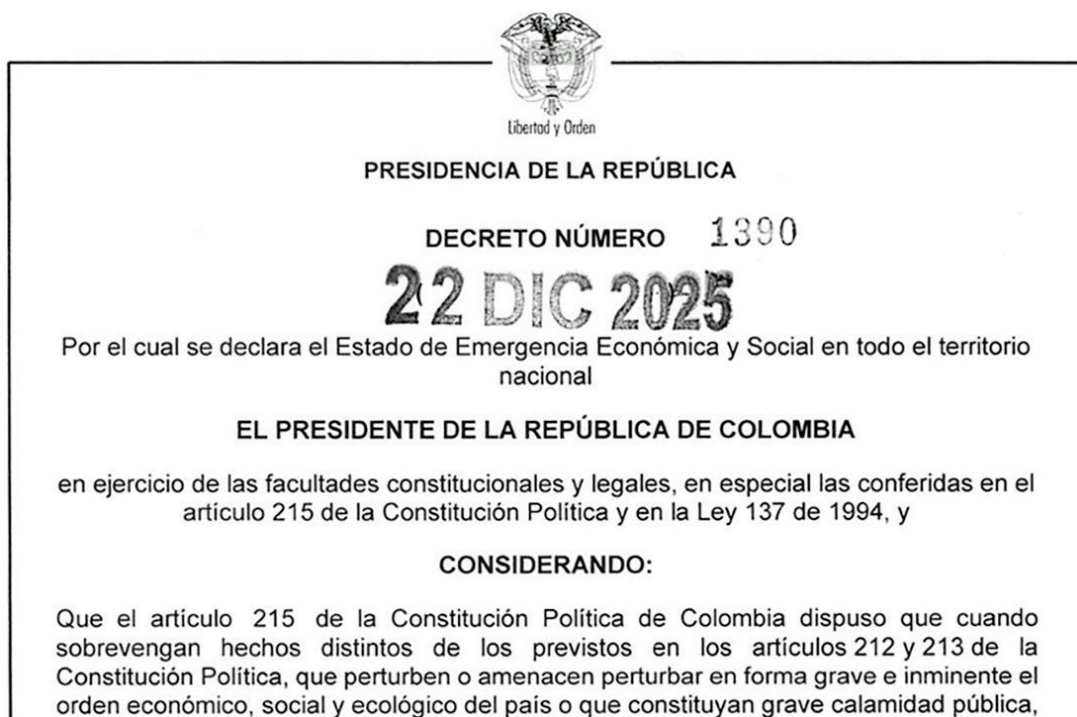 Libertad y Orden
PRESIDENCIA DE LA REPÚBLICA
DECRETO NÚMERO 1390
22 DIC 2025
Por el cual se declara el Estado de Emergencia Económica y Social en todo el territorio
nacional
EL PRESIDENTE DE LA REPÚBLICA DE COLOMBIA
en ejercicio de las facultades constitucionales y legales, en especial las conferidas en el
artículo 215 de la Constitución Política y en la Ley 137 de 1994, y
CONSIDERANDO:
Que el artículo 215 de la Constitución Política de Colombia dispuso que cuando
sobrevengan hechos distintos de los previstos en los artículos 212 y 213 de la
Constitución Política, que perturben o amenacen perturbar en forma grave e inminente el
orden económico, social y ecológico del país o que constituyan grave calamidad pública,